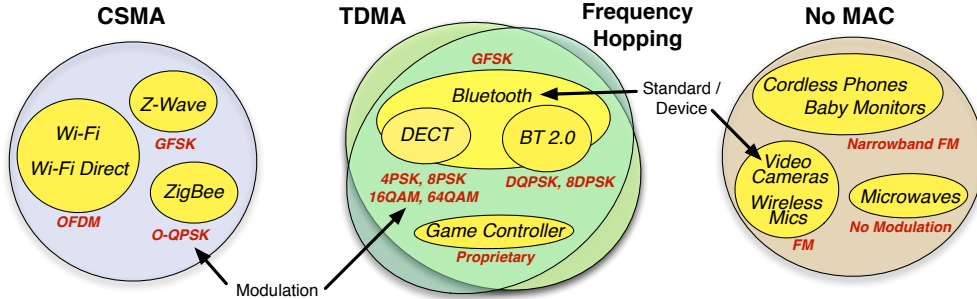 CSMA
TDMA
Frequency
Hopping
No MAC
Z-Wave
GFSK
Wi-Fi
Wi-Fi Direct
OFDM
ZigBee
O-QPSK
Modulation
GFSK
Bluetooth
DECT
BT 2.0
4PSK, 8PSK
16QAM, 64QAM
DQPSK, 8DPSK
Game Controller
Proprietary
Standard /
Device
Cordless Phones
Baby Monitors
Narrowband FM
Video
Cameras
Wireless
Mics
FM
Microwaves
No Modulation